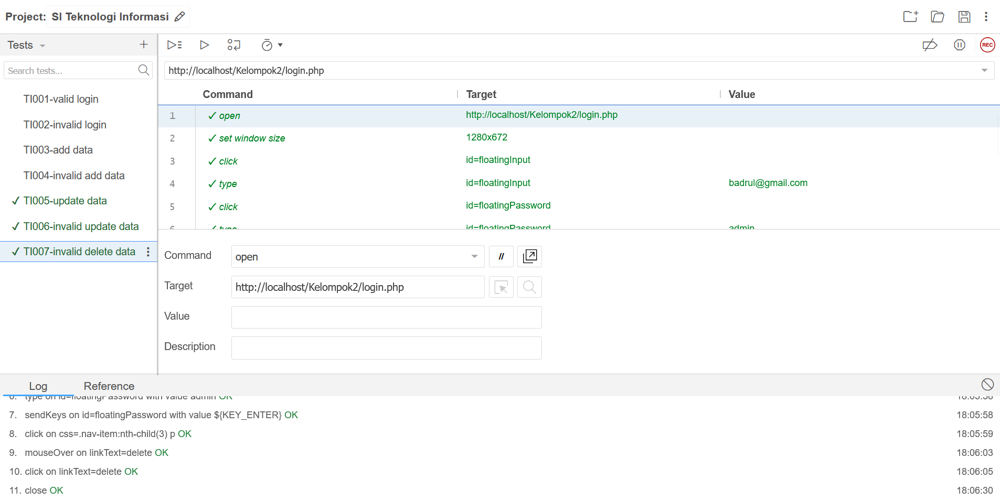 Project: SI Teknologi Informasi
Tests
Search tests...
TI001-valid login
TI002-invalid login
TI003-add data
TI004-invalid add data
✓ TI005-update data
✓ TI006-invalid update data
✓ TI007-invalid delete data
REC
http://localhost/Kelompok2/login.php
Command Target Value
1 ✓ open http://localhost/Kelompok2/login.php
2 ✓ set window size 1280x672
3 ✓ click id=floatingInput
4 ✓ type id=floatingInput badrul@gmail.com
5 ✓ click id=floatingPassword
6 ✓ type id=floatingPassword admin
Command open //
Target http://localhost/Kelompok2/login.php
Value
Description
Log Reference
6. type on id=floatingPassword with value admin OK 18:05:58
7. sendKeys on id=floatingPassword with value ${KEY_ENTER} OK 18:05:58
8. click on css=.nav-item:nth-child(3) p OK 18:05:59
9. mouseOver on linkText=delete OK 18:06:03
10. click on linkText=delete OK 18:06:05
11. close OK 18:06:30